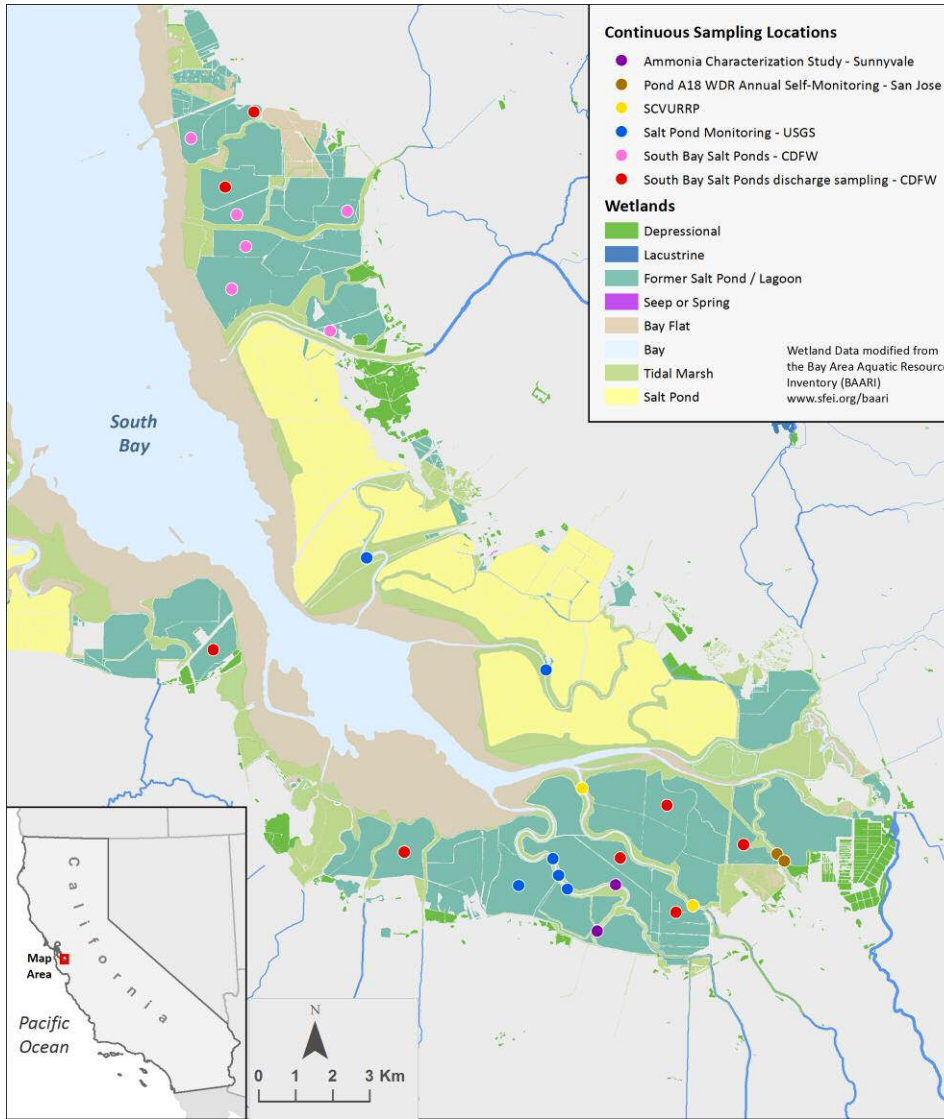 Continuous Sampling Locations
Ammonia Characterization Study - Sunnyvale
Pond A18 WDR Annual Self-Monitoring - San Jose
SCVURRP
Salt Pond Monitoring - USGS
South Bay Salt Ponds - CDFW
South Bay Salt Ponds discharge sampling - CDFW
Wetlands
Depressional
Lacustrine
Former Salt Pond / Lagoon
Seep or Spring
Bay Flat
Bay
Tidal Marsh
Salt Pond
Wetland Data modified from
the Bay Area Aquatic Resource
Inventory (BAARI)
www.sfei.org/baari
South
Bay
California
Map
Area
Pacific
Ocean
N
0 1 2 3 Km